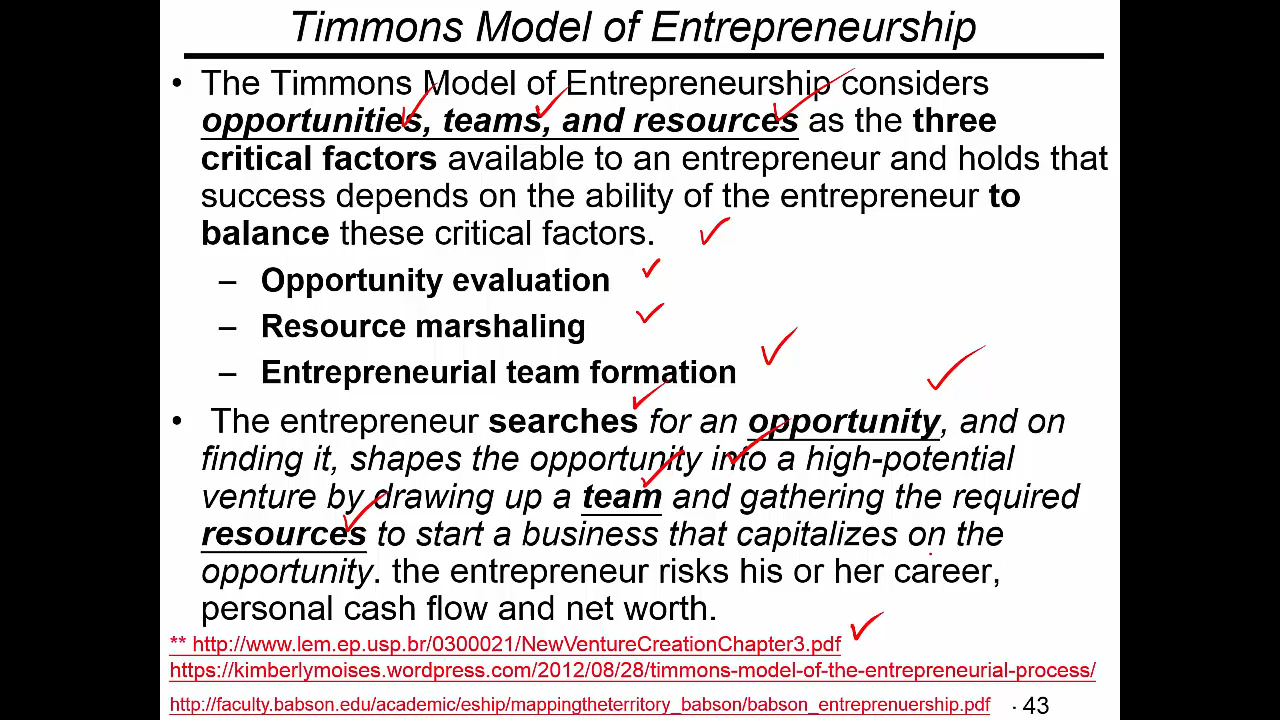 Timmons Model of Entrepreneurship
• The Timmons Model of Entrepreneurship considers
opportunities, teams, and resources as the three
critical factors available to an entrepreneur and holds that
success depends on the ability of the entrepreneur to
balance these critical factors.
– Opportunity evaluation
– Resource marshaling
– Entrepreneurial team formation
• The entrepreneur searches for an opportunity, and on
finding it, shapes the opportunity into a high-potential
venture by drawing up a team and gathering the required
resources to start a business that capitalizes on the
opportunity. the entrepreneur risks his or her career,
personal cash flow and net worth.
** http://www.lem.ep.usp.br/0300021/NewVentureCreationChapter3.pdf
https://kimberlymoises.wordpress.com/2012/08/28/timmons-model-of-the-entrepreneurial-process/
http://faculty.babson.edu/academic/eship/mappingtheterritory_babson/babson_entreprenuership.pdf
· 43